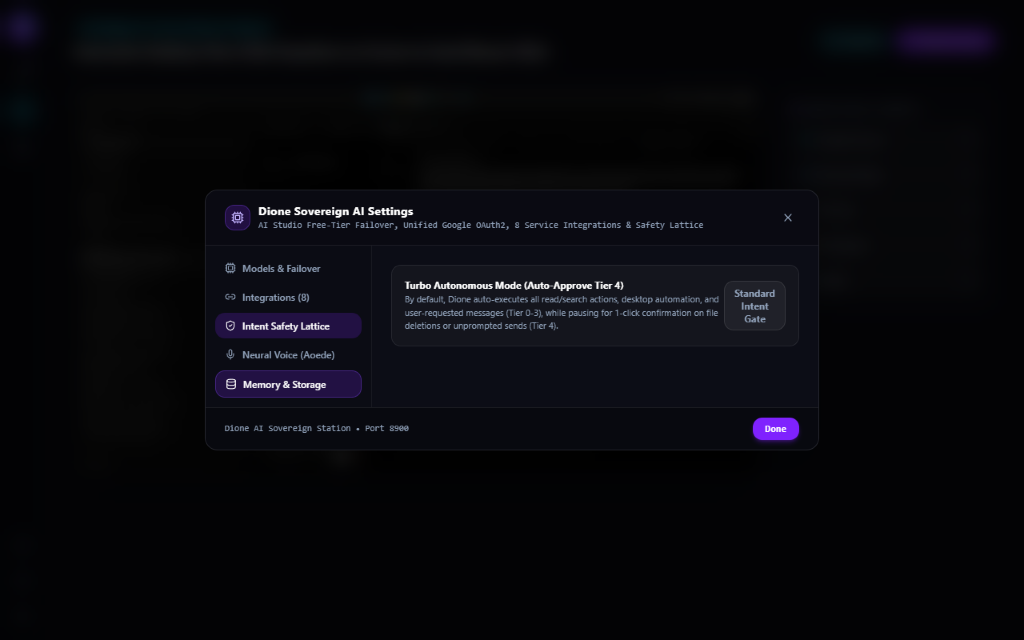 Dione Sovereign AI Settings
AI Studio Free-Tier Failover, Unified Google OAuth2, 8 Service Integrations & Safety Lattice
Models & Failover
Integrations (8)
Intent Safety Lattice
Neural Voice (Aoede)
Memory & Storage
Turbo Autonomous Mode (Auto-Approve Tier 4)
By default, Dione auto-executes all read/search actions, desktop automation, and
user-requested messages (Tier 0-3), while pausing for 1-click confirmation on file
deletions or unprompted sends (Tier 4).
Standard
Intent
Gate
Dione AI Sovereign Station • Port 8900
Done